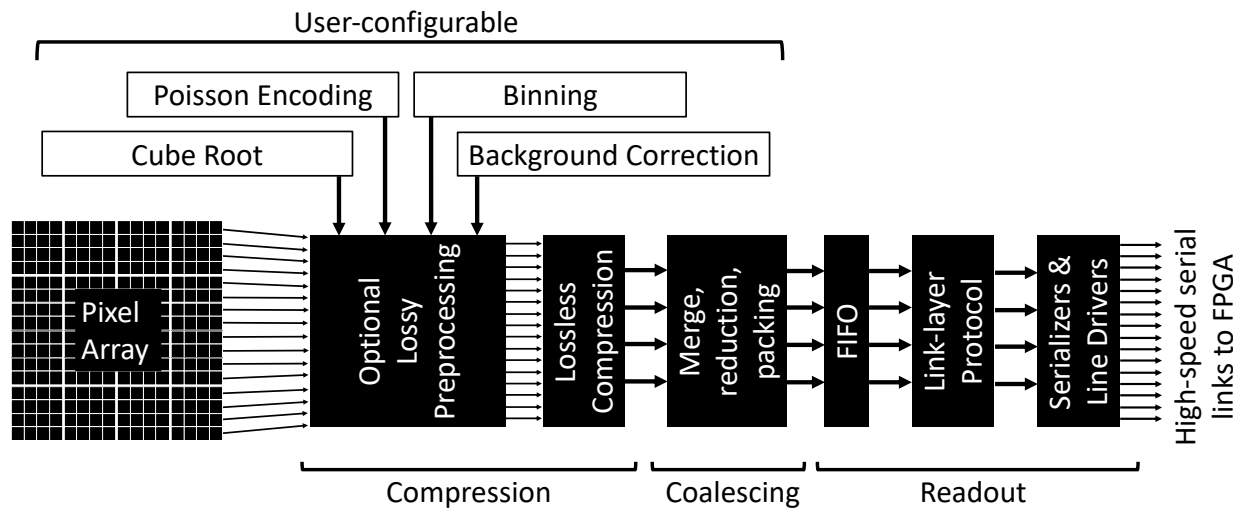 User-configurable
Poisson Encoding
Binning
Cube Root
Background Correction
Pixel
Array
Optional
Lossy
Preprocessing
Lossless
Compression
Merge,
reduction,
packing
FIFO
Link-layer
Protocol
Serializers &
Line Drivers
High-speed serial
links to FPGA
Compression
Coalescing
Readout